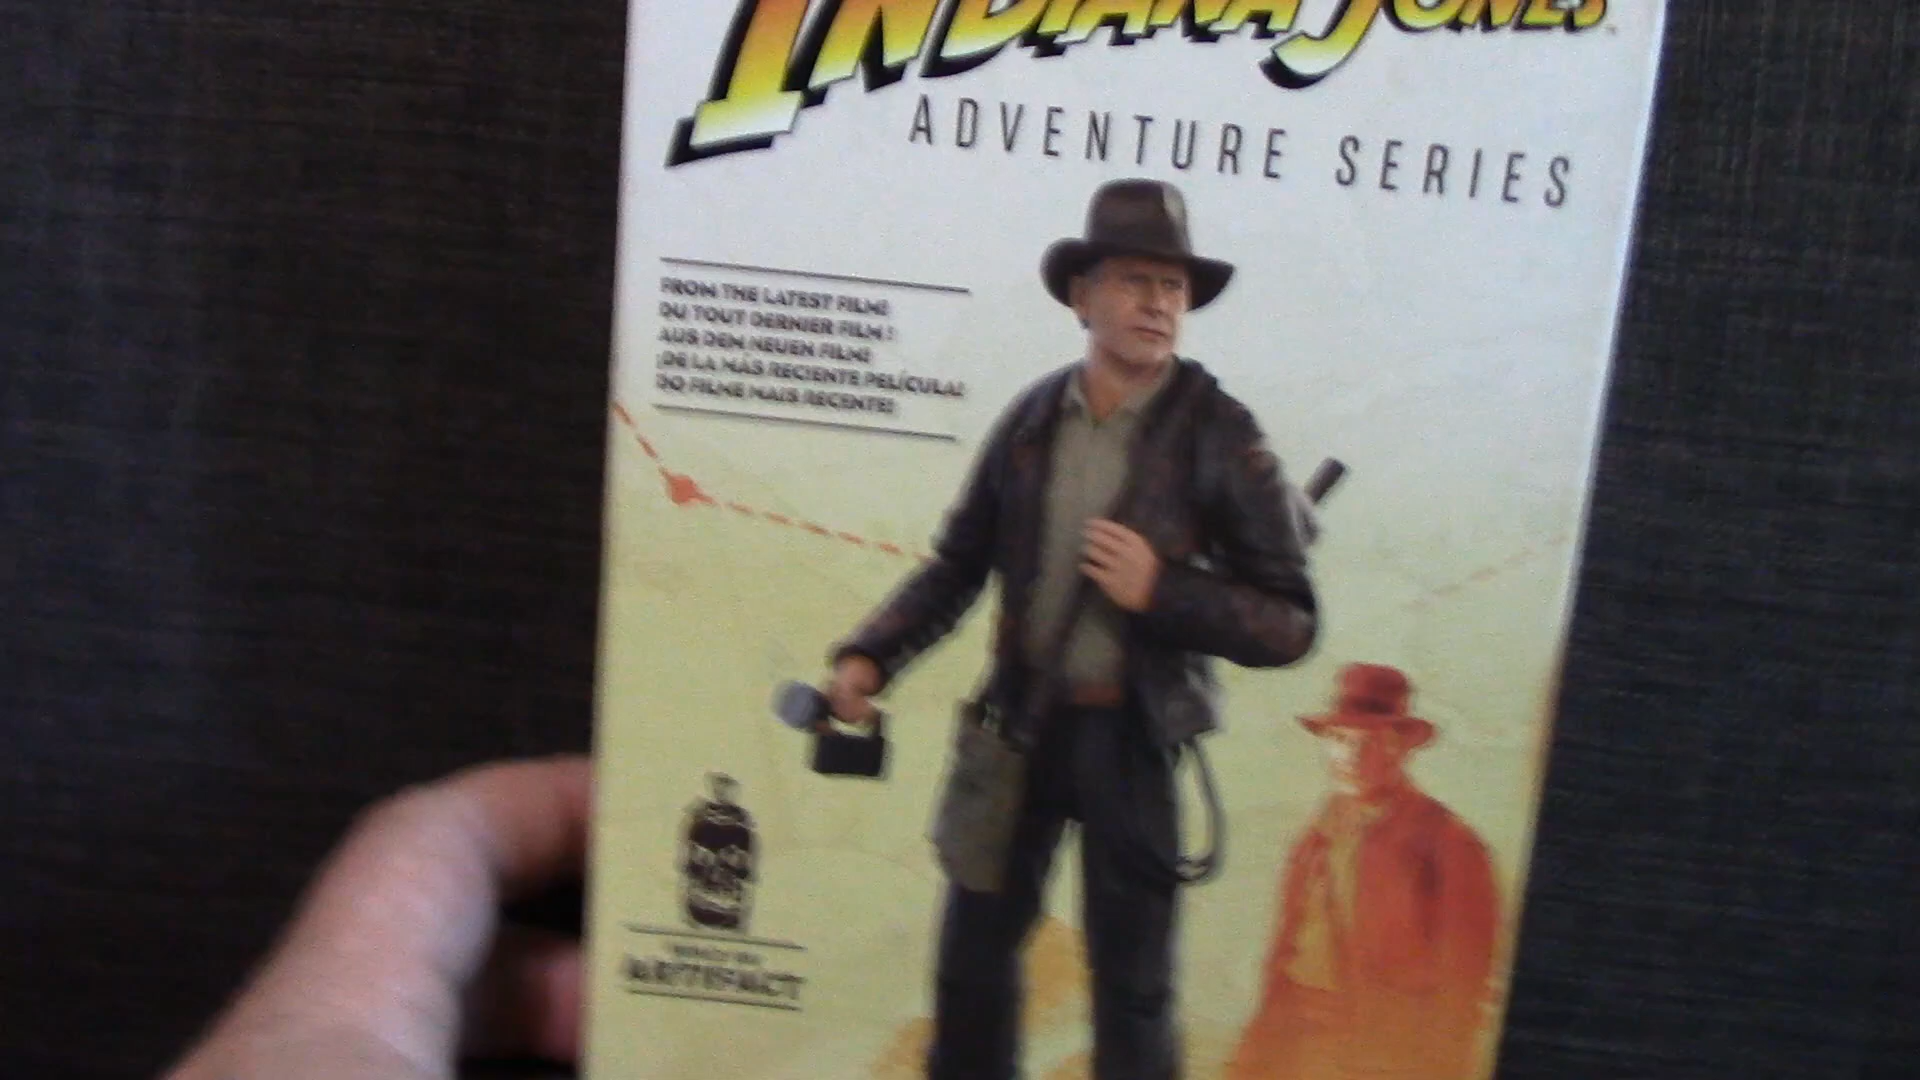 INDIANA JONES
ADVENTURE SERIES
FROM THE LATEST FILM!
DU TOUT DERNIER FILM !
AUS DEM NEUEN FILM!
¡DE LA MÁS RECIENTE PELÍCULA!
DO FILME MAIS RECENTE!
ARTIFACT